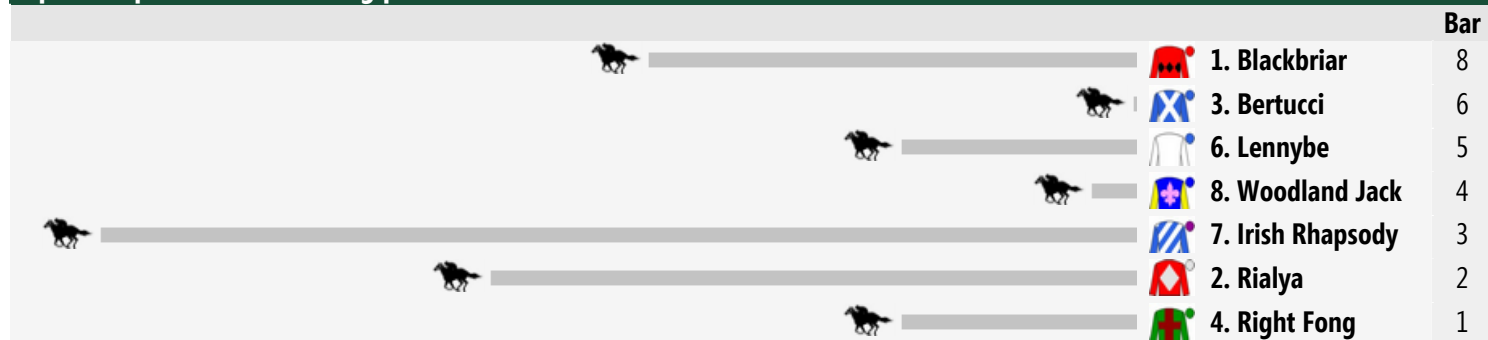 Bar
1. Blackbriar 8
3. Bertucci 6
6. Lennybe 5
8. Woodland Jack 4
7. Irish Rhapsody 3
2. Rialya 2
4. Right Fong 1